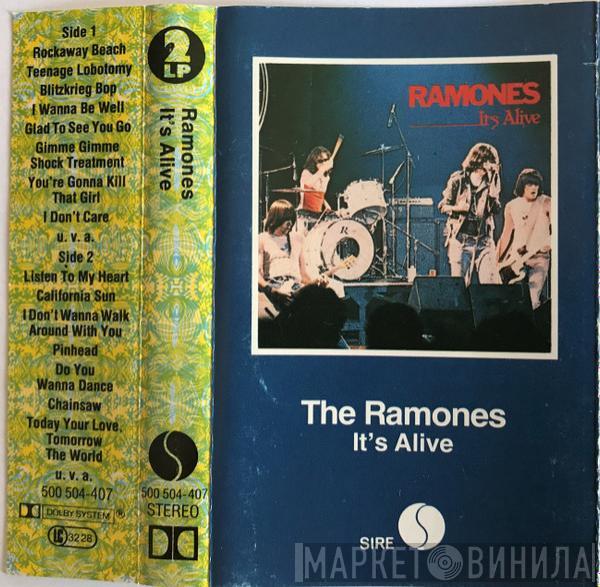 Side 1
Rockaway Beach
Teenage Lobotomy
Blitzkrieg Bop
I Wanna Be Well
Glad To See You Go
Gimme Gimme
Shock Treatment
You're Gonna Kill
That Girl
I Don't Care
u. v. a.
Side 2
Listen To My Heart
California Sun
I Don't Wanna Walk
Around With You
Pinhead
Do You
Wanna Dance
Chainsaw
Today Your Love,
Tomorrow
The World
u. v. a.
500 504-407
DOLBY SYSTEM ®
LC 3228
2
LP
Ramones
It's Alive
500 504-407
STEREO
RAMONES
It's Alive
R
The Ramones
It's Alive
SIRE
МАРКЕТ ВИНИЛА